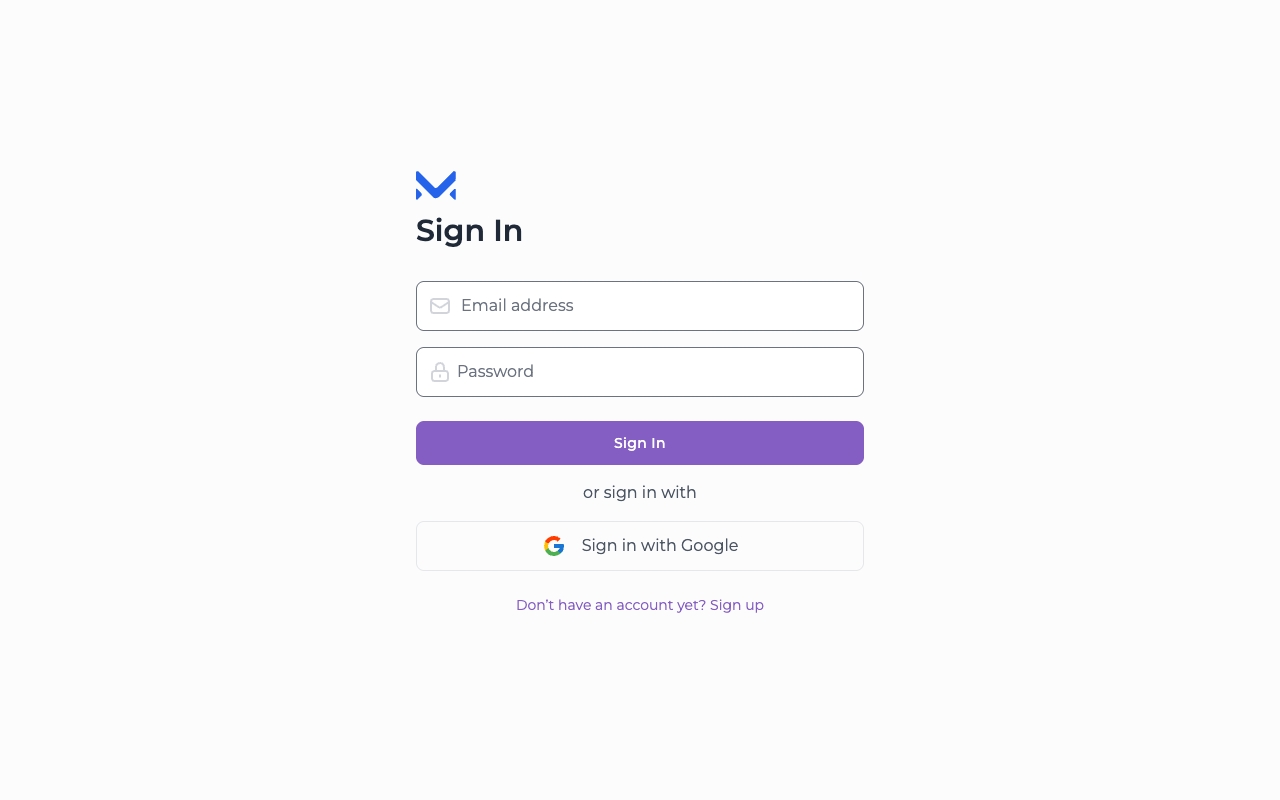 Sign In
Email address
Password
Sign In
or sign in with
Sign in with Google
Don't have an account yet? Sign up